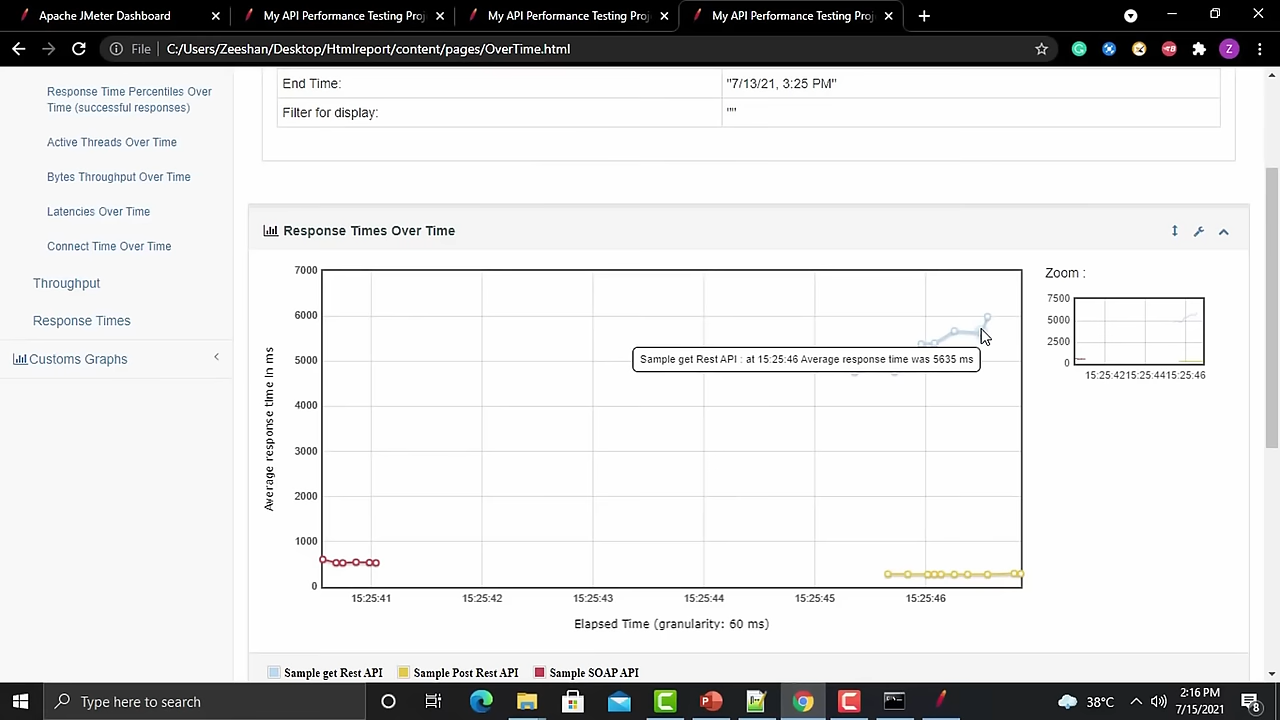 Apache JMeter Dashboard
My API Performance Testing Proj
My API Performance Testing Proj
My API Performance Testing Proj
File
C:/Users/Zeeshan/Desktop/Htmlreport/content/pages/OverTime.html
Z
Response Time Percentiles Over
Time (successful responses)
Active Threads Over Time
Bytes Throughput Over Time
Latencies Over Time
Connect Time Over Time
Throughput
Response Times
Customs Graphs
End Time:
"7/13/21, 3:25 PM"
Filter for display:
""
Response Times Over Time
Average response time in ms
7000
6000
5000
4000
3000
2000
1000
0
Sample get Rest API : at 15:25:46 Average response time was 5635 ms
15:25:41
15:25:42
15:25:43
15:25:44
15:25:45
15:25:46
Elapsed Time (granularity: 60 ms)
Sample get Rest API
Sample Post Rest API
Sample SOAP API
Zoom :
7500
5000
2500
0
15:25:42
15:25:44
15:25:46
Type here to search
38°C
2:16 PM
7/15/2021
8